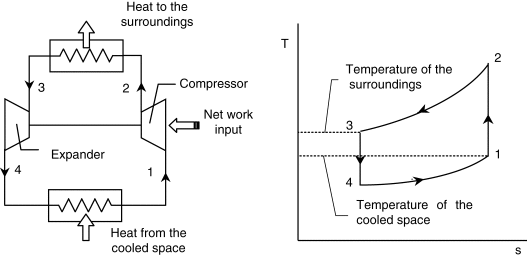 Heat to the
surroundings
3
2
Compressor
Net work
input
Expander
4
1
Heat from the
cooled space
T
2
Temperature of the
surroundings
3
1
4
Temperature of the
cooled space
s